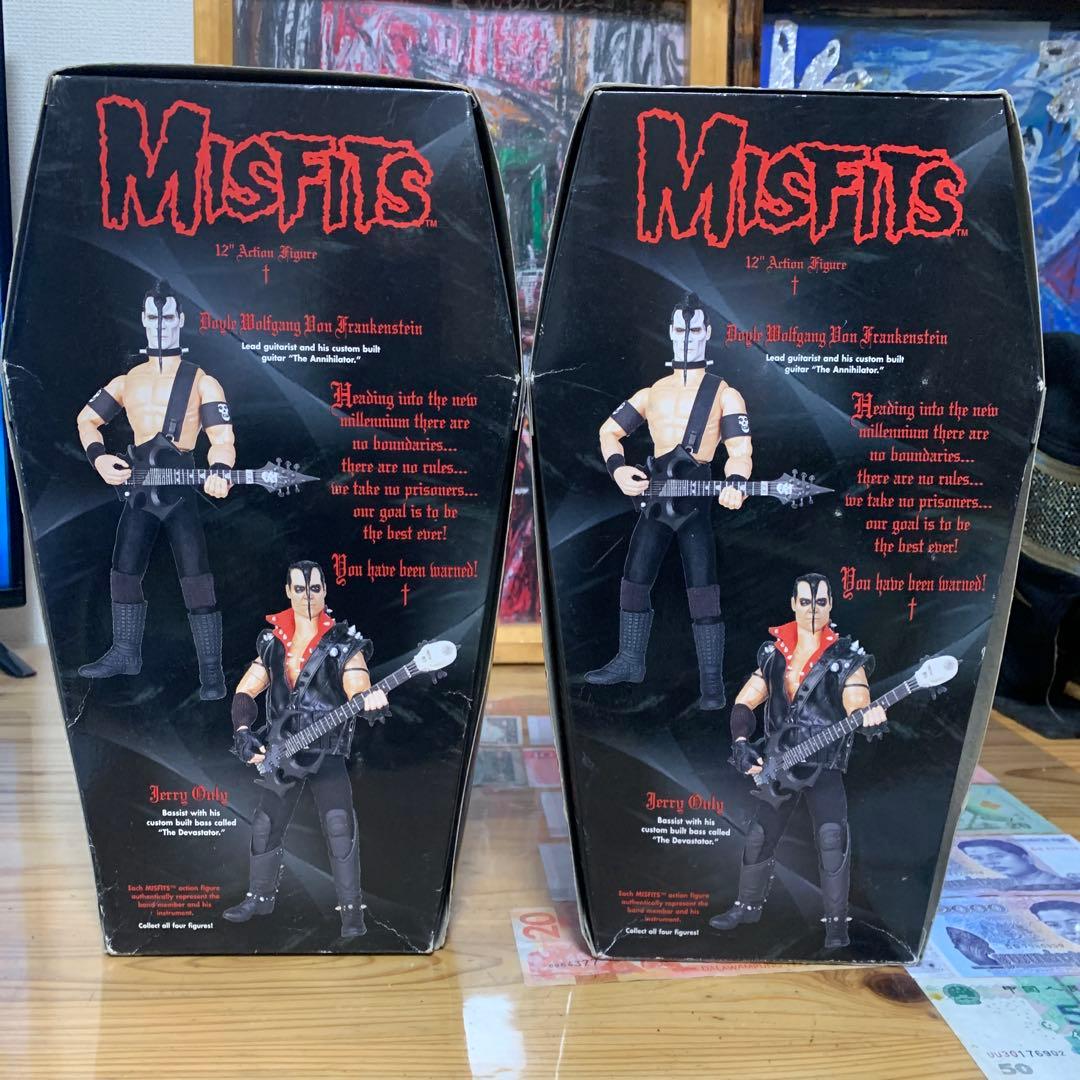 MISFITS™
12" Action Figure
Doyle Wolfgang Von Frankenstein
Lead guitarist and his custom built
guitar "The Annihilator."
Heading into the new
millennium there are
no boundaries...
there are no rules...
we take no prisoners...
our goal is to be
the best ever!
You have been warned!
Jerry Only
Bassist with his
custom built bass called
"The Devastator."
Each MISFITS™ action figure
authentically represent the
band member and his
instrument.
Collect all four figures!
MISFITS™
12" Action Figure
Doyle Wolfgang Von Frankenstein
Lead guitarist and his custom built
guitar "The Annihilator."
Heading into the new
millennium there are
no boundaries...
there are no rules...
we take no prisoners...
our goal is to be
the best ever!
You have been warned!
Jerry Only
Bassist with his
custom built bass called
"The Devastator."
Each MISFITS™ action figure
authentically represent the
band member and his
instrument.
Collect all four figures!
20
中国人
UU30176902
50